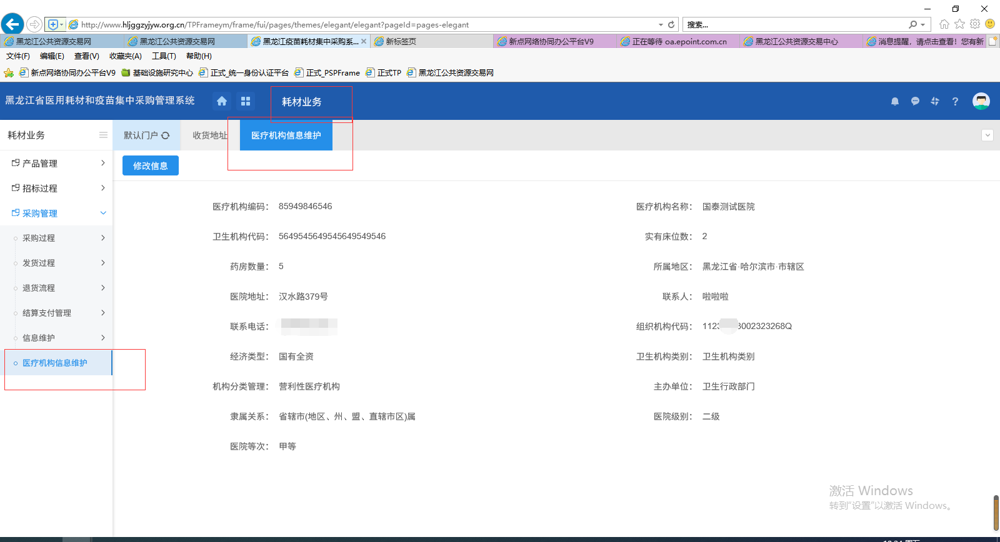 http://www.hljggzyjyw.org.cn/TPFrameym/frame/fui/pages/themes/elegant/elegant?pageId=pages-elegant
搜索...
黑龙江公共资源交易网
黑龙江公共资源交易网
黑龙江疫苗耗材集中采购系...
新标签页
新点网络协同办公平台V9
正在等待 oa.epoint.com.cn
黑龙江公共资源交易中心
消息提醒，请点击查看！您有新
文件(F) 编辑(E) 查看(V) 收藏夹(A) 工具(T) 帮助(H)
新点网络协同办公平台V9 基础设施研究中心 正式_统一身份认证平台 正式_PSPFrame 正式TP 黑龙江公共资源交易网
黑龙江省医用耗材和疫苗集中采购管理系统
耗材业务
耗材业务
默认门户
收货地址
医疗机构信息维护
修改信息
产品管理
招标过程
采购管理
采购过程
发货过程
退货流程
结算支付管理
信息维护
医疗机构信息维护
医疗机构编码： 85949846546
医疗机构名称： 国泰测试医院
卫生机构代码： 5649545649545649549546
实有床位数： 2
药房数量： 5
所属地区： 黑龙江省·哈尔滨市·市辖区
医院地址： 汉水路379号
联系人： 啦啦啦
联系电话：
组织机构代码： 112 3002323268Q
经济类型： 国有全资
卫生机构类别： 卫生机构类别
机构分类管理： 营利性医疗机构
主办单位： 卫生行政部门
隶属关系： 省辖市(地区、州、盟、直辖市区)属
医院级别： 二级
医院等次： 甲等
激活 Windows
转到"设置"以激活 Windows。